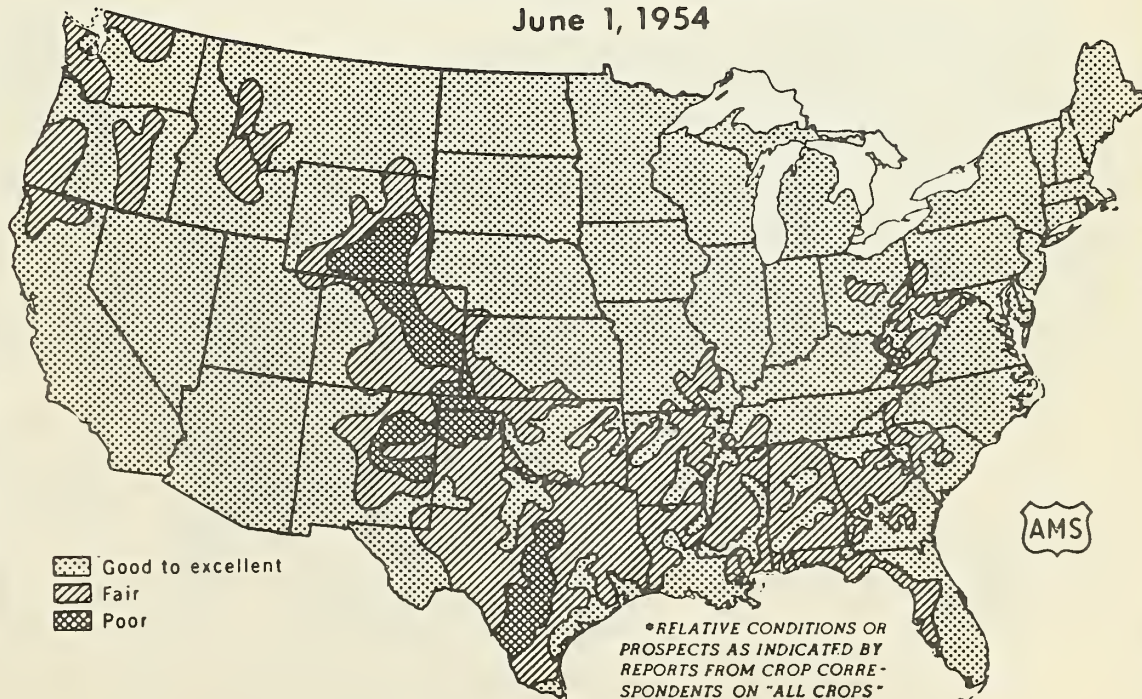 June 1, 1954
Good to excellent
Fair
Poor
AMS
*RELATIVE CONDITIONS OR
PROSPECTS AS INDICATED BY
REPORTS FROM CROP CORRE-
SPONDENTS ON "ALL CROPS"